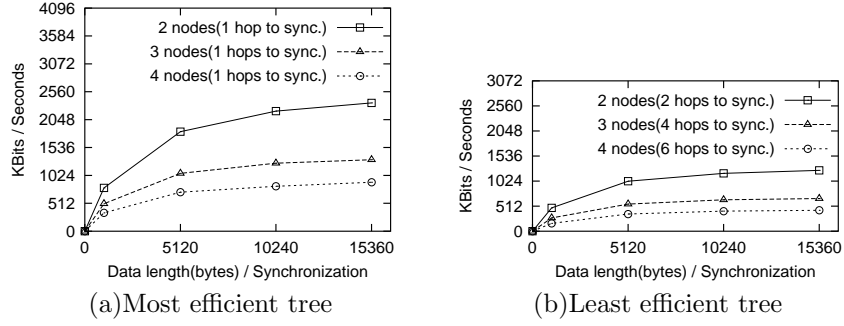 4096
3584
3072
2560
2048
1536
1024
512
0
KBits / Seconds
2 nodes(1 hop to sync.)
3 nodes(1 hops to sync.)
4 nodes(1 hops to sync.)
0 5120 10240 15360
Data length(bytes) / Synchronization
(a)Most efficient tree
3072
2560
2048
1536
1024
512
0
KBits / Seconds
2 nodes(2 hops to sync.)
3 nodes(4 hops to sync.)
4 nodes(6 hops to sync.)
0 5120 10240 15360
Data length(bytes) / Synchronization
(b)Least efficient tree